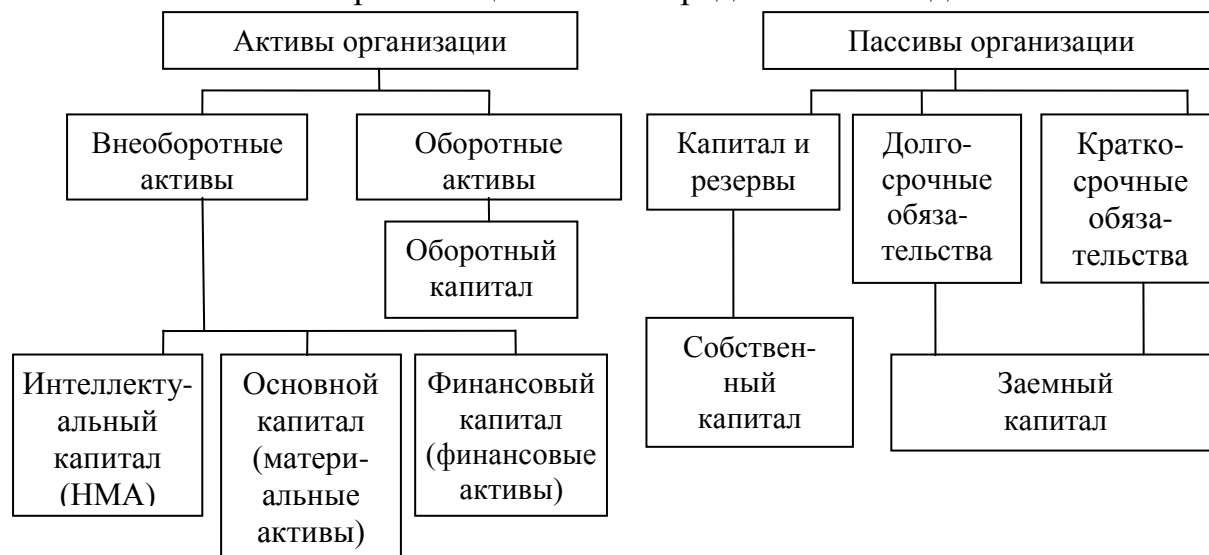 Активы организации
Пассивы организации
Внеоборотные
активы
Оборотные
активы
Капитал и
резервы
Долго-
срочные
обяза-
тельства
Кратко-
срочные
обяза-
тельства
Оборотный
капитал
Интеллекту-
альный
капитал
(НМА)
Основной
капитал
(матери-
альные
активы)
Финансовый
капитал
(финансовые
активы)
Собствен-
ный
капитал
Заемный
капитал